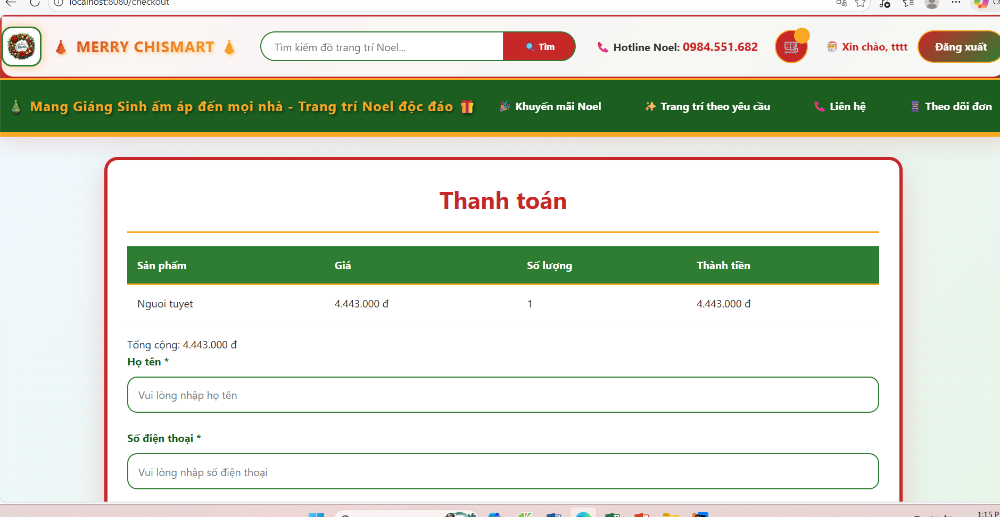 localhost:8080/checkout
MERRY CHISMART
Tìm kiếm đồ trang trí Noel...
Tìm
Hotline Noel: 0984.551.682
Xin chào, tttt
Đăng xuất
Mang Giáng Sinh ấm áp đến mọi nhà - Trang trí Noel độc đáo
Khuyến mãi Noel
Trang trí theo yêu cầu
Liên hệ
Theo dõi đơn
Thanh toán
Sản phẩm Giá Số lượng Thành tiền
Nguoi tuyet 4.443.000 đ 1 4.443.000 đ
Tổng cộng: 4.443.000 đ
Họ tên *
Vui lòng nhập họ tên
Số điện thoại *
Vui lòng nhập số điện thoại
1:15 P